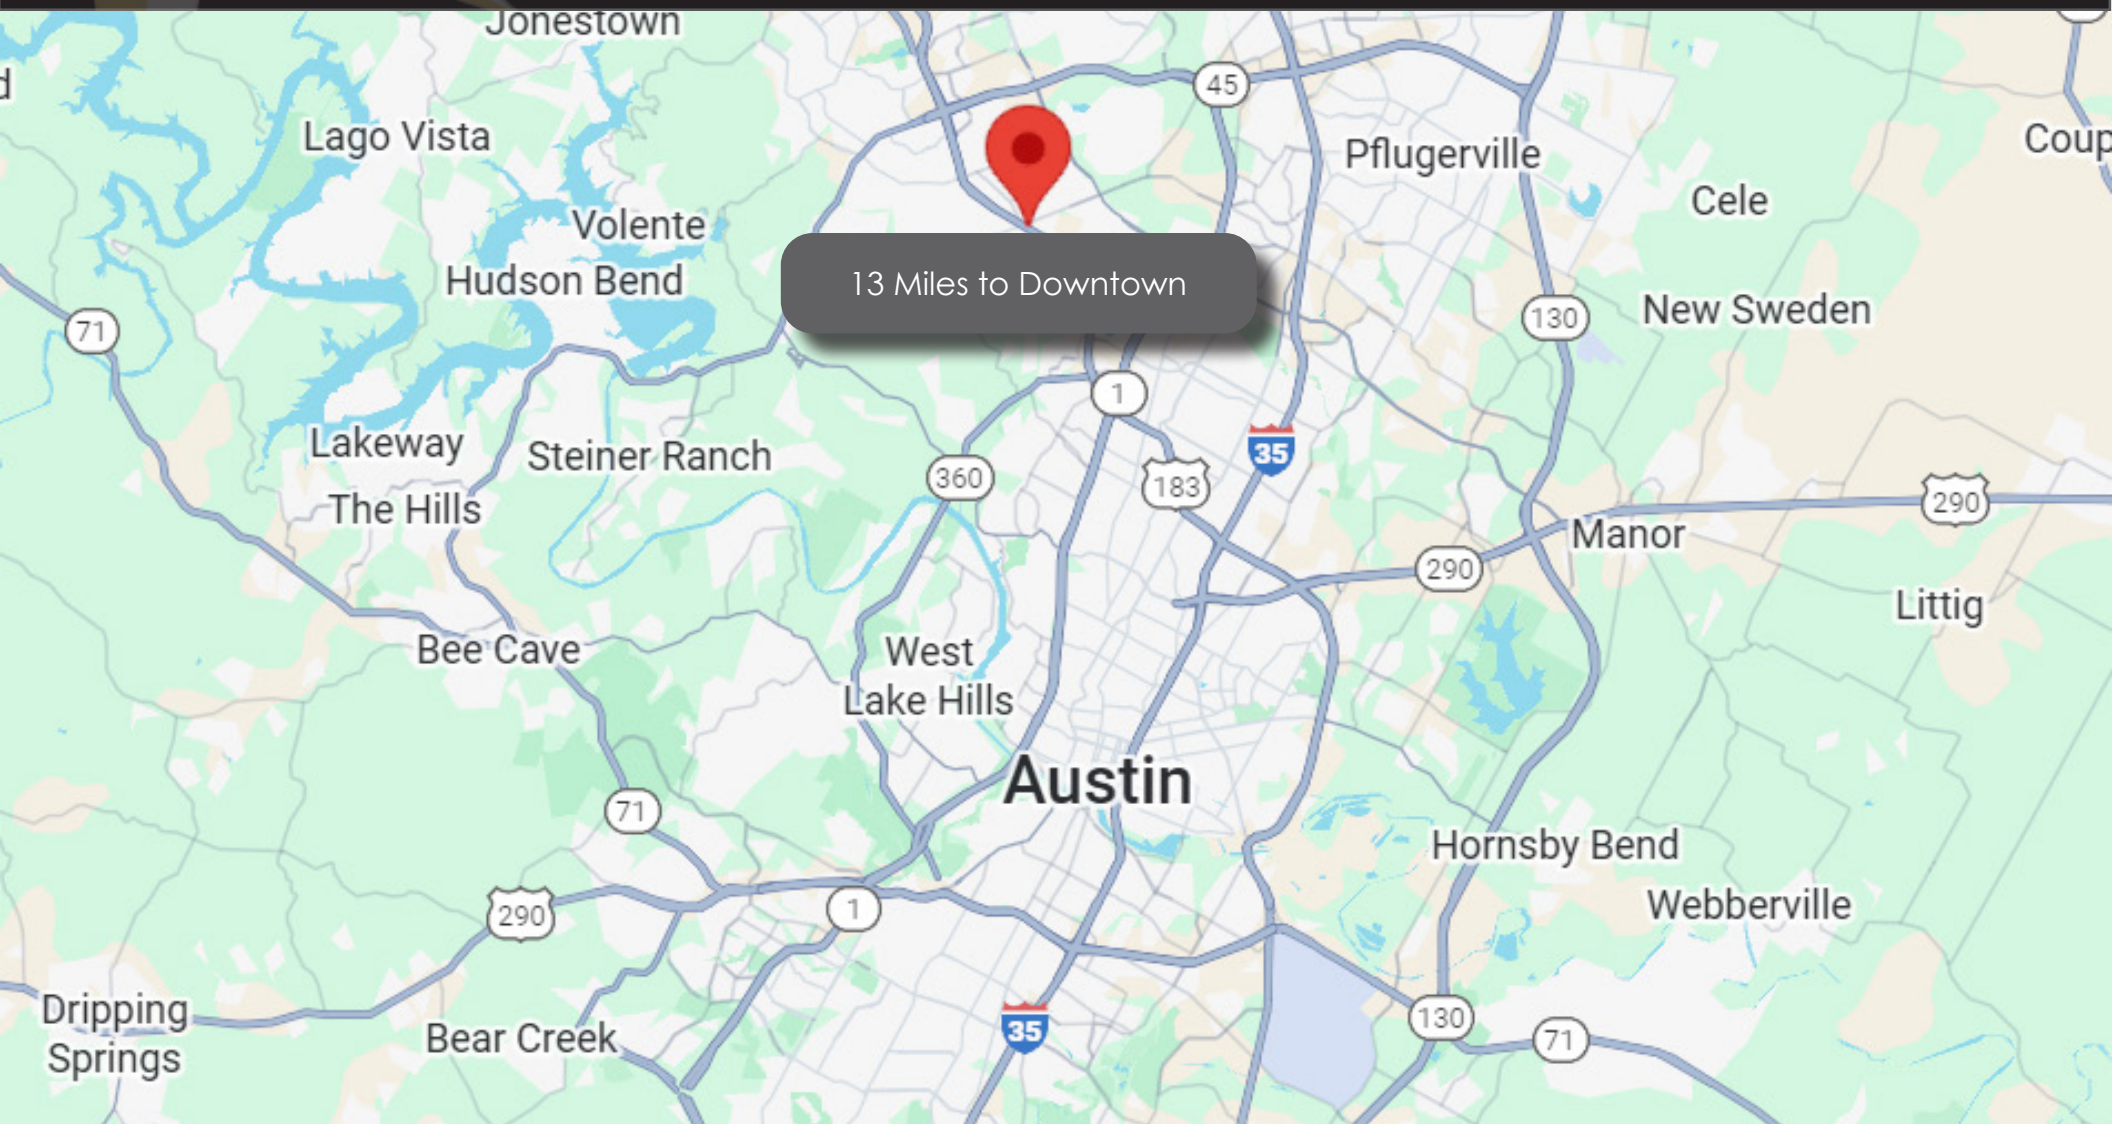 Jonestown
45
Lago Vista
Pflugerville
Cele
Volente
Hudson Bend
13 Miles to Downtown
New Sweden
71
130
1
Lakeway
Steiner Ranch
35
360
183
290
The Hills
Manor
290
Littig
Bee Cave
West
Lake Hills
Austin
71
Hornsby Bend
290
1
Webberville
Dripping
Springs
Bear Creek
35
130
71